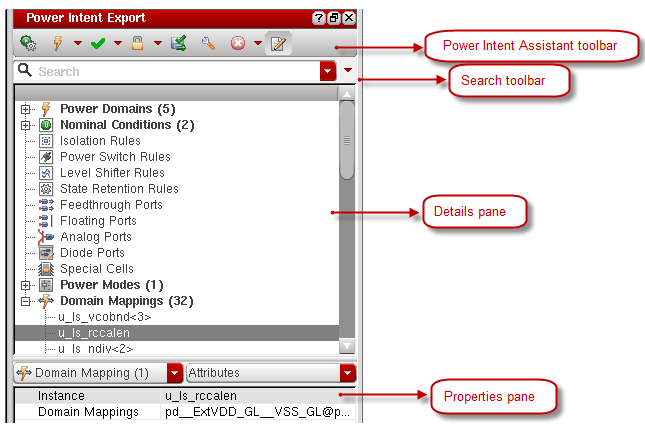 Power Intent Export
Power Intent Assistant toolbar
Search
Search toolbar
Power Domains (5)
Nominal Conditions (2)
Isolation Rules
Power Switch Rules
Level Shifter Rules
State Retention Rules
Feedthrough Ports
Floating Ports
Details pane
Analog Ports
Diode Ports
Special Cells
Power Modes (1)
Domain Mappings (32)
u_ls_vcobnd<3>
u_ls_rccalen
u_ls_ndiv<2>
Domain Mapping (1)
Attributes
Instance u_ls_rccalen
Properties pane
Domain Mappings pd__ExtVDD_GL__VSS_GL@p...